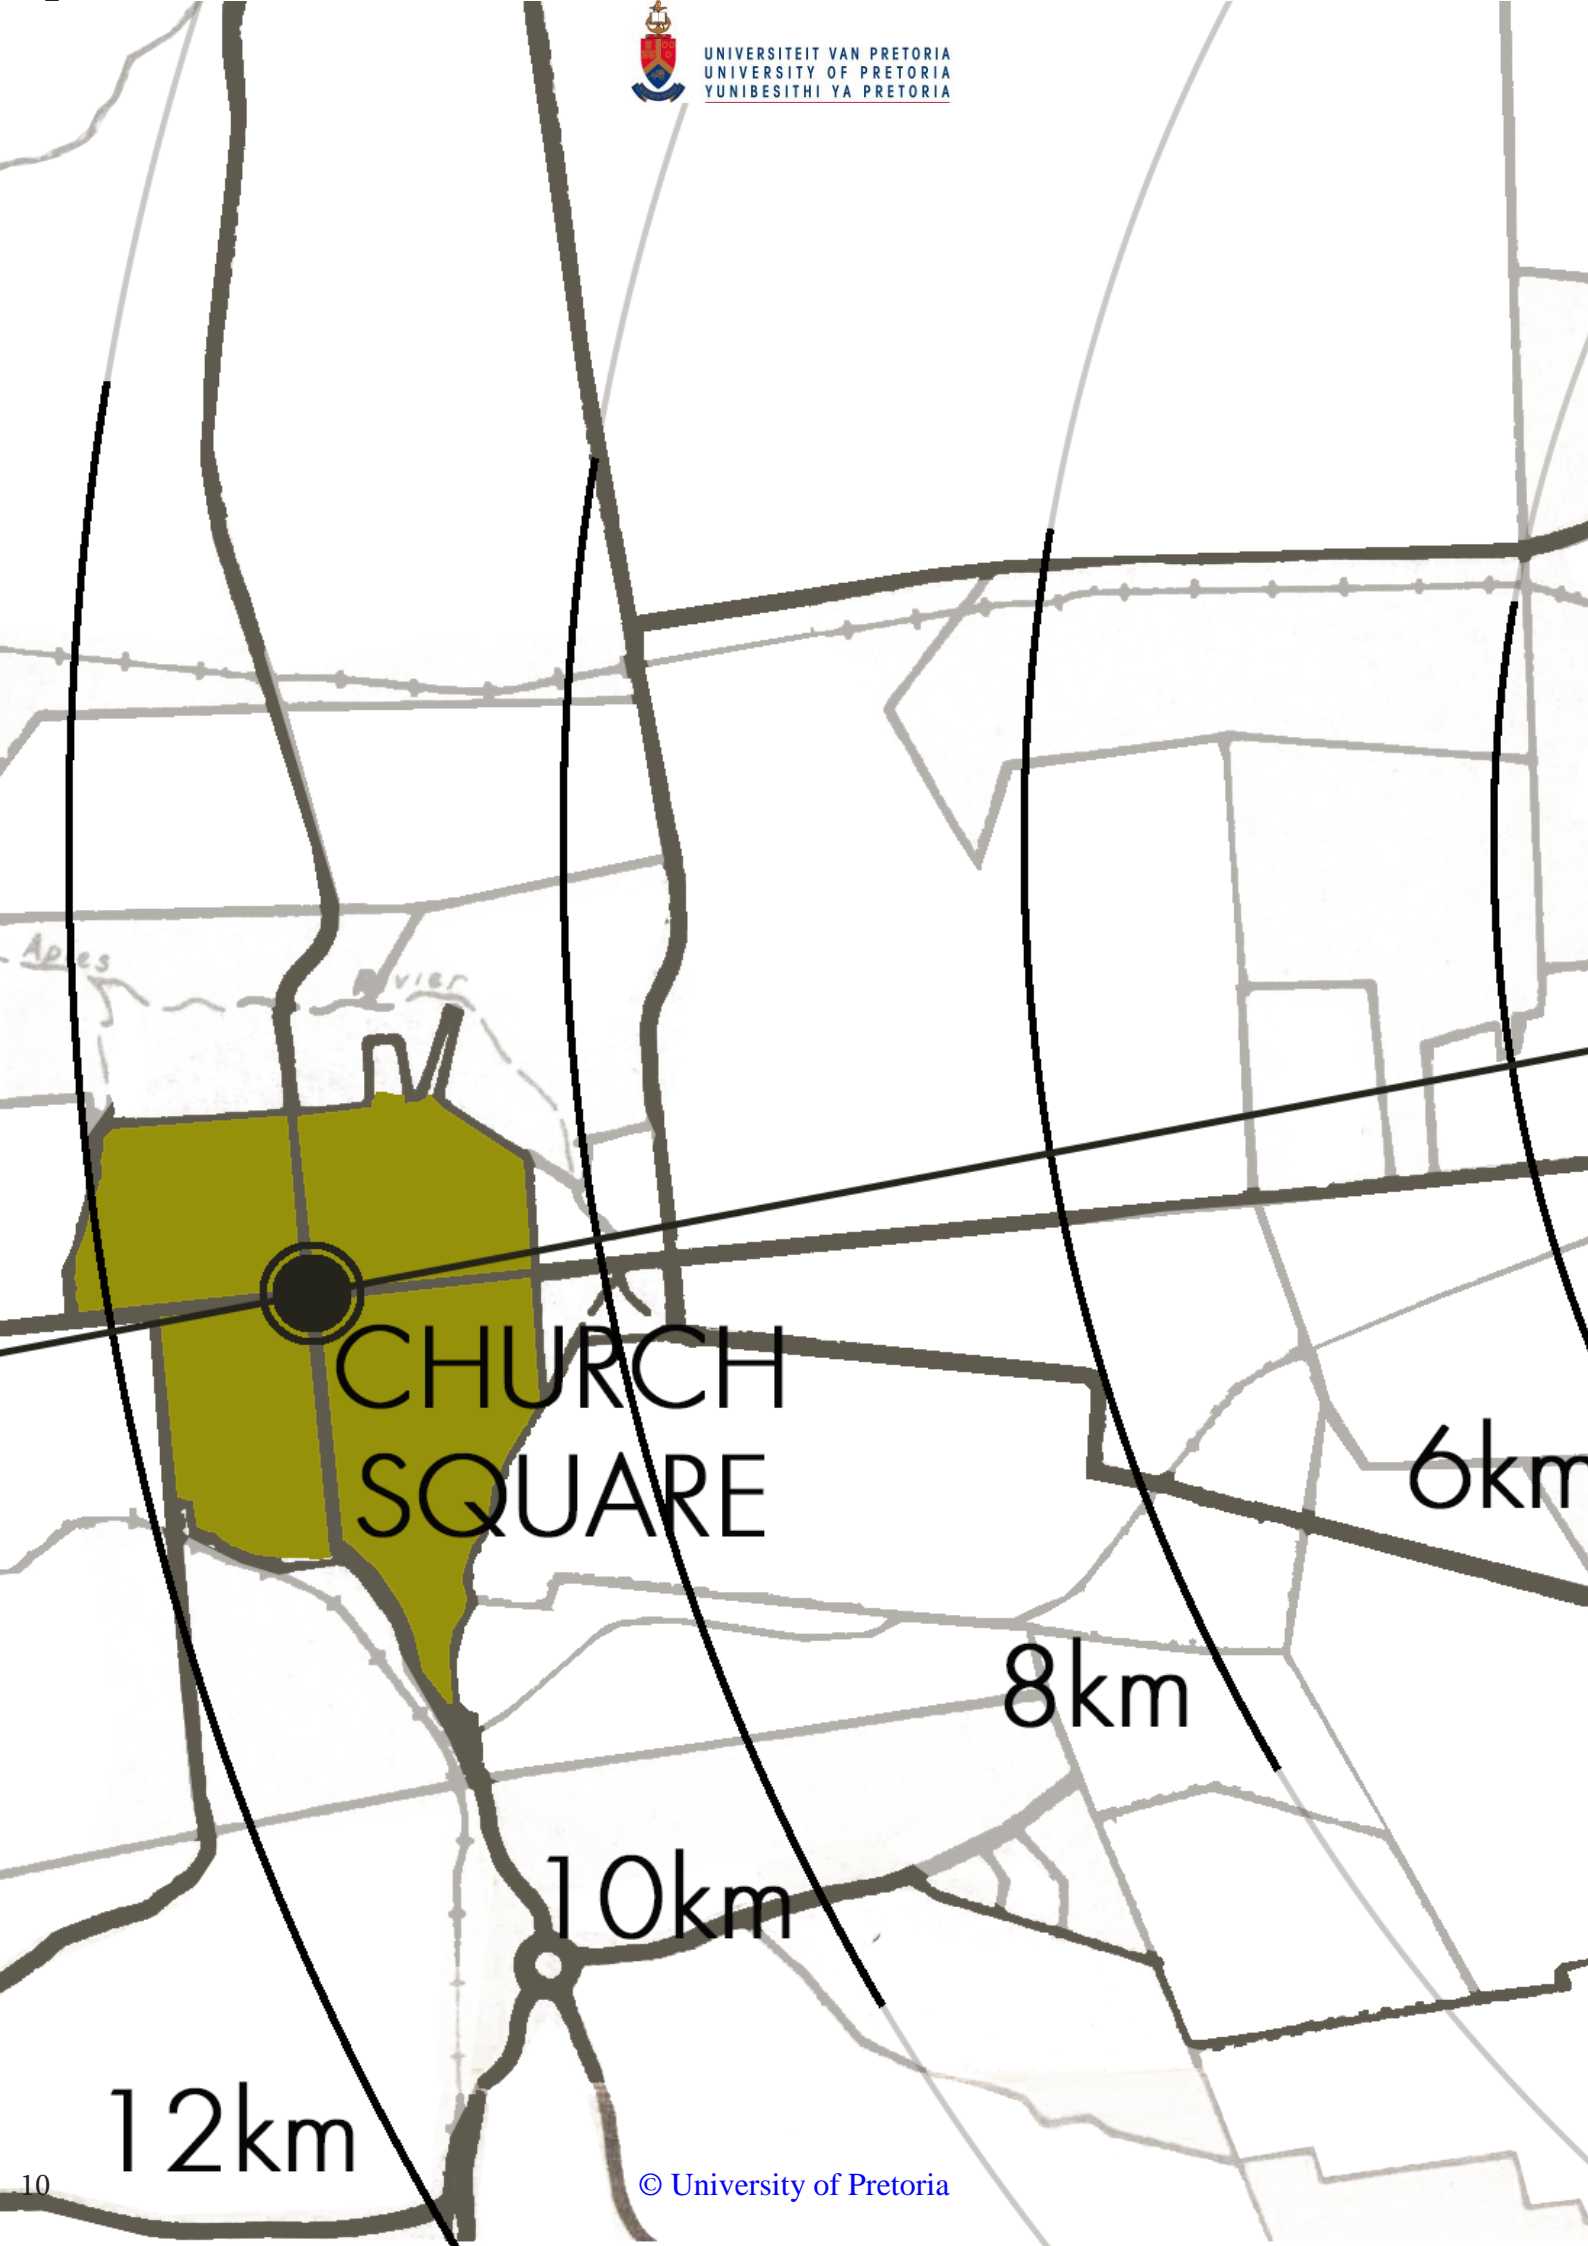 UNIVERSITEIT VAN PRETORIA
UNIVERSITY OF PRETORIA
YUNIBESITHI YA PRETORIA
Apies
vier
CHURCH
SQUARE
6km
8km
10km
12km
10
© University of Pretoria